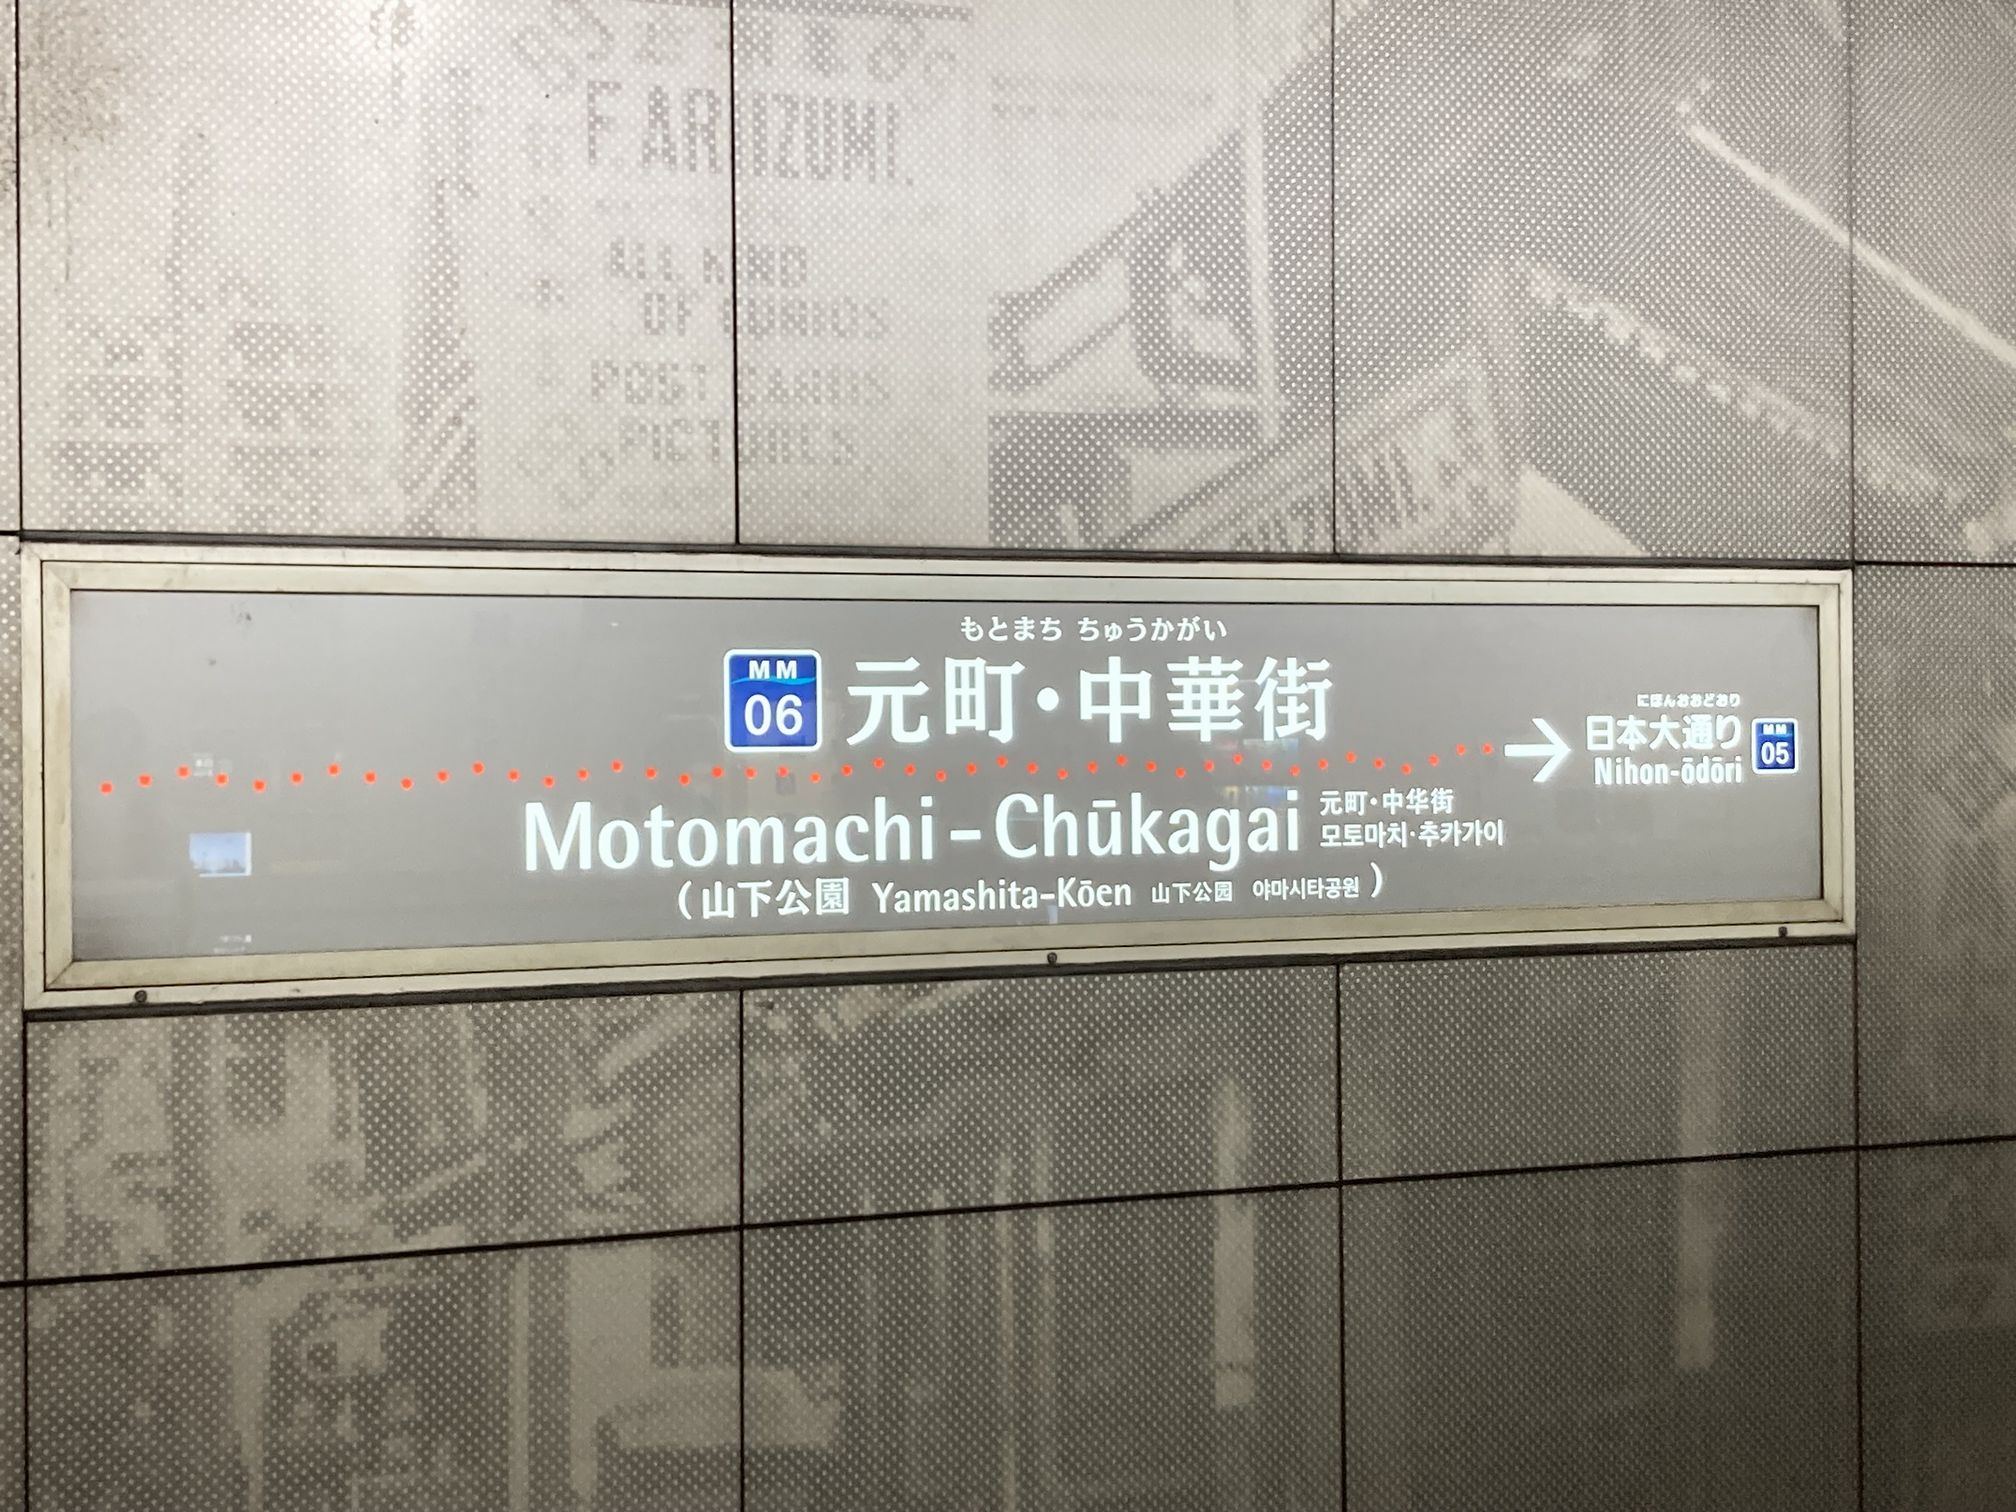 F. ARIIZUMI.
ALL KIND
OF CURIOS
POST CARDS
PICTURES
もとまち ちゅうかがい
MM
06
元町・中華街
にほんおおどおり
日本大通り
Nihon-ōdōri
MM
05
Motomachi-Chūkagai
元町・中华街
모토마치·추카가이
(山下公園 Yamashita-Kōen 山下公园 야마시타공원)